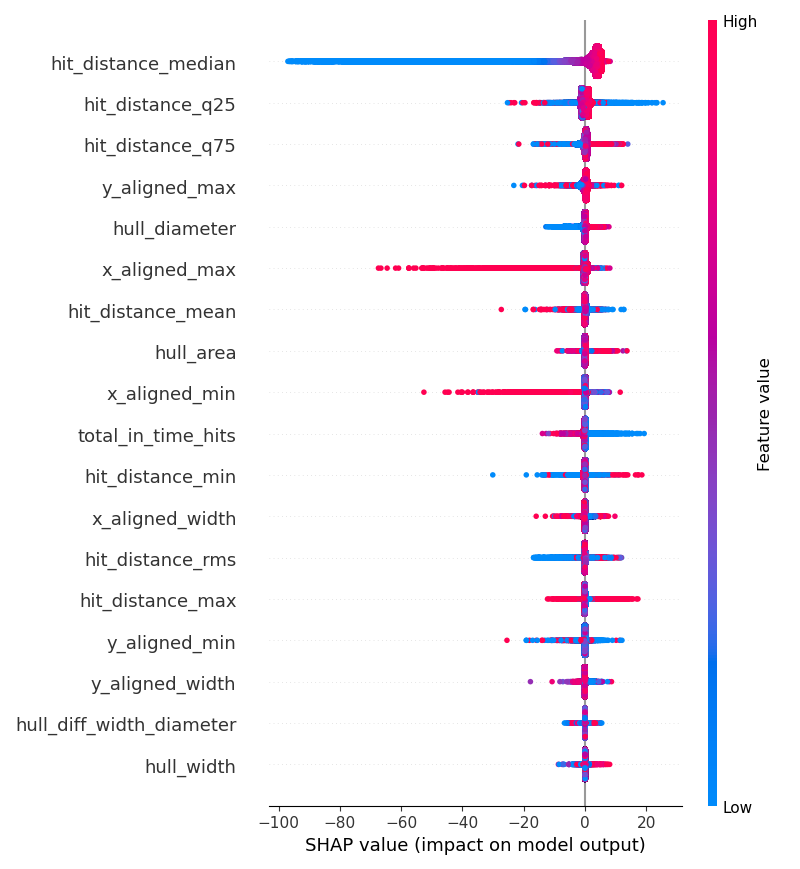 High
hit_distance_median
hit_distance_q25
hit_distance_q75
y_aligned_max
hull_diameter
x_aligned_max
hit_distance_mean
hull_area
x_aligned_min
total_in_time_hits
hit_distance_min
x_aligned_width
hit_distance_rms
hit_distance_max
y_aligned_min
y_aligned_width
hull_diff_width_diameter
hull_width
Feature value
Low
−100 −80 −60 −40 −20 0 20
SHAP value (impact on model output)